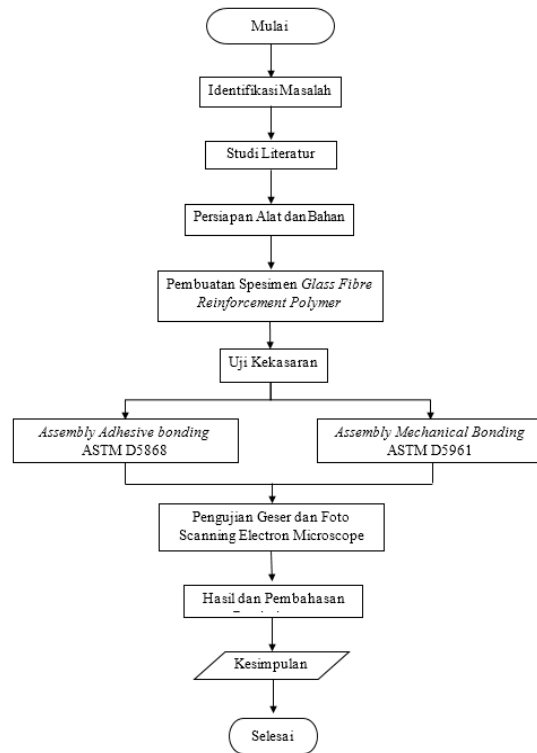 Mulai
Identifikasi Masalah
Studi Literatur
Persiapan Alat dan Bahan
Pembuatan Spesimen Glass Fibre
Reinforcement Polymer
Uji Kekasaran
Assembly Adhesive bonding
ASTM D5868
Assembly Mechanical Bonding
ASTM D5961
Pengujian Geser dan Foto
Scanning Electron Microscope
Hasil dan Pembahasan
Kesimpulan
Selesai